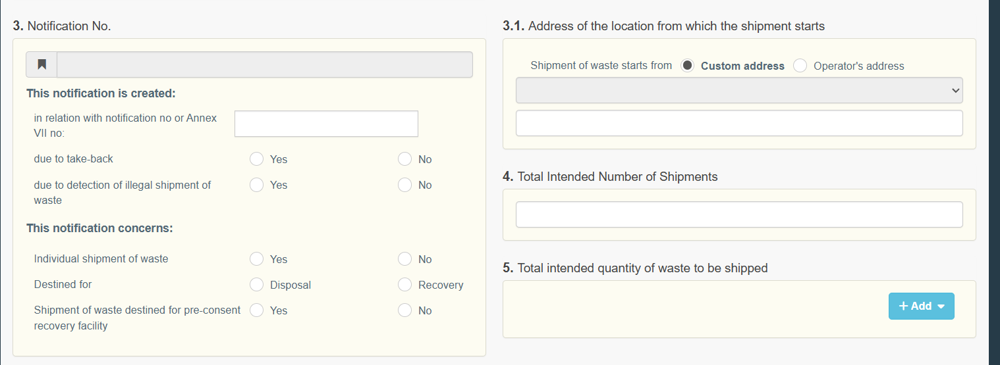 3. Notification No.
This notification is created:
in relation with notification no or Annex
VII no:
due to take-back
Yes
No
due to detection of illegal shipment of
waste
Yes
No
This notification concerns:
Individual shipment of waste
Yes
No
Destined for
Disposal
Recovery
Shipment of waste destined for pre-consent
recovery facility
Yes
No
3.1. Address of the location from which the shipment starts
Shipment of waste starts from
Custom address
Operator's address
4. Total Intended Number of Shipments
5. Total intended quantity of waste to be shipped
+ Add